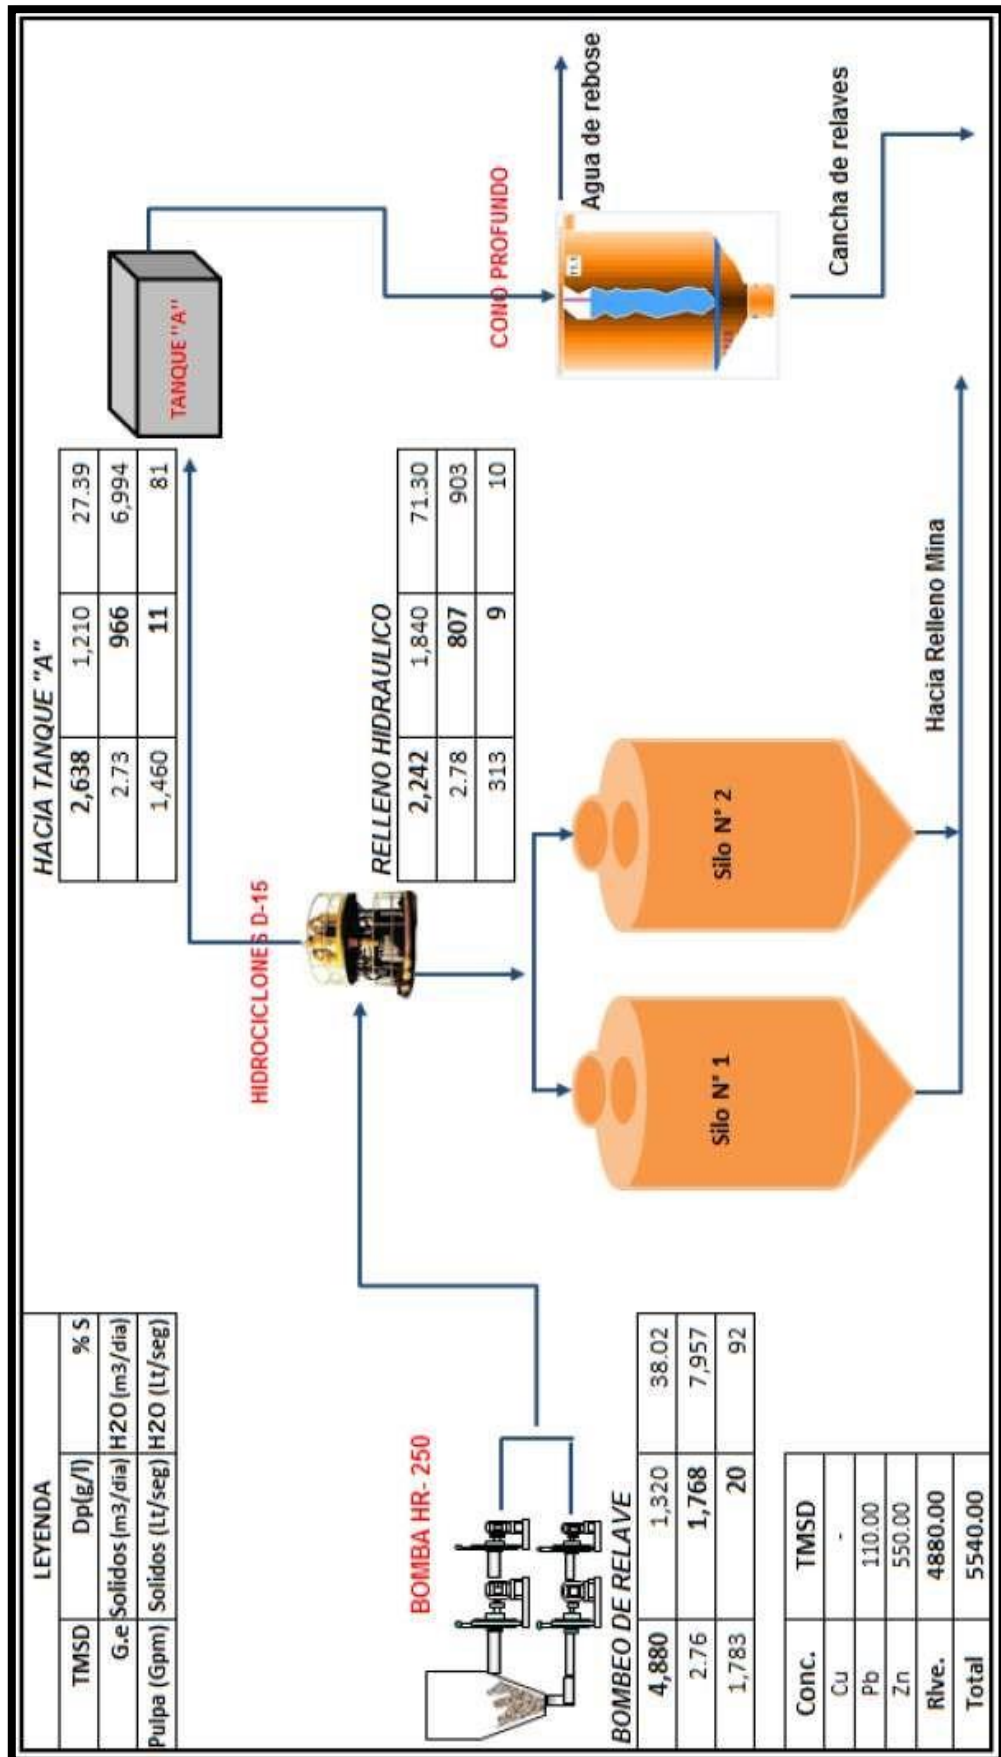 LEYENDA
TMSD Dp(g/l) % S
G.e Solidos (m3/dia) H2O (m3/dia)
Pulpa (Gpm) Solidos (Lt/seg) H2O (Lt/seg)
HACIA TANQUE "A"
2,638 1,210 27.39
2.73 966 6,994
1,460 11 81
TANQUE "A"
HIDROCICLONES D-15
RELLENO HIDRAULICO
2,242 1,840 71.30
2.78 807 903
313 9 10
CONO PROFUNDO
Agua de rebose
BOMBA HR- 250
BOMBEO DE RELAVE
4,880 1,320 38.02
2.76 1,768 7,957
1,783 20 92
Silo N° 1
Silo N° 2
Cancha de relaves
Hacia Relleno Mina
Conc. TMSD
Cu -
Pb 110.00
Zn 550.00
Rlve. 4880.00
Total 5540.00